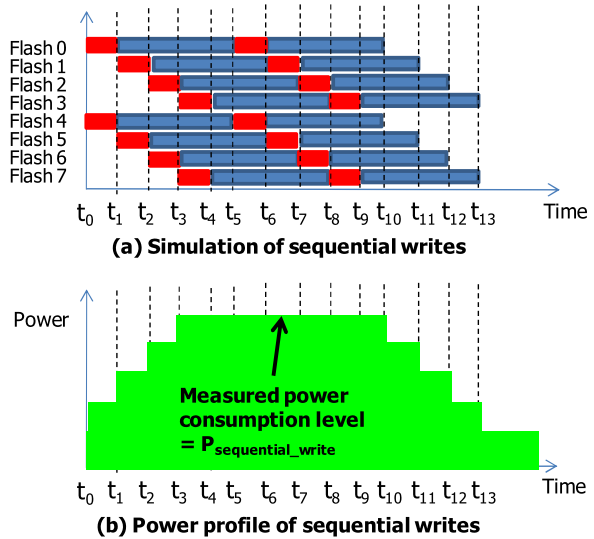 Flash 0
Flash 1
Flash 2
Flash 3
Flash 4
Flash 5
Flash 6
Flash 7
t0 t1 t2 t3 t4 t5 t6 t7 t8 t9 t10 t11 t12 t13 Time
(a) Simulation of sequential writes
Power
Measured power
consumption level
= Psequential_write
t0 t1 t2 t3 t4 t5 t6 t7 t8 t9 t10 t11 t12 t13 Time
(b) Power profile of sequential writes